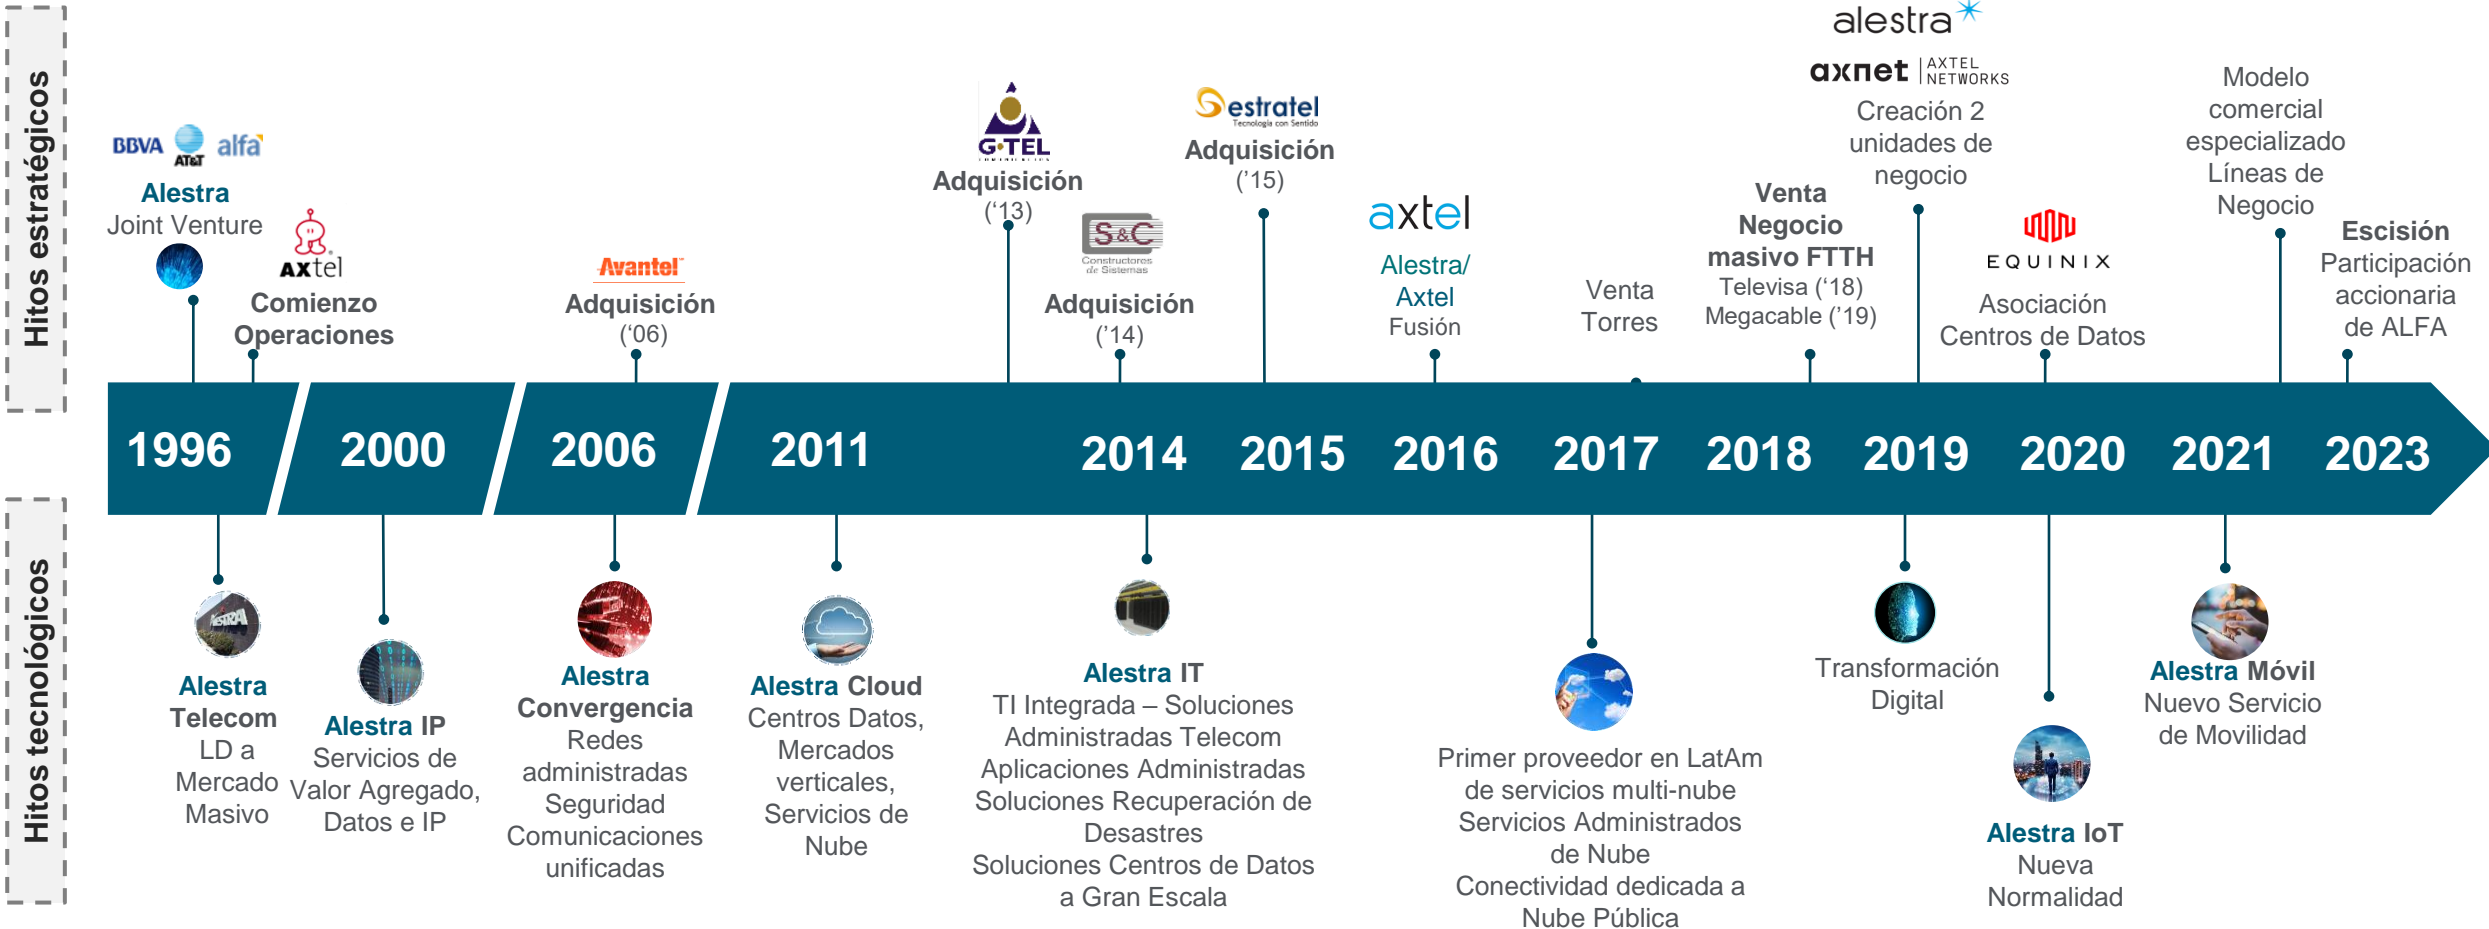 Hitos estratégicos
BBVA
AT&T
alfa
Alestra
Joint Venture
AXtel
Comienzo
Operaciones
Avantel
Adquisición
(‘06)
G·TEL
Adquisición
(‘13)
S&C
Constructores
de Sistemas
Adquisición
(’14)
estratel
Tecnología con Sentido
Adquisición
(’15)
axtel
Alestra/
Axtel
Fusión
Venta
Torres
Venta
Negocio
masivo FTTH
Televisa (‘18)
Megacable (’19)
alestra
axnet | AXTEL
NETWORKS
Creación 2
unidades de
negocio
EQUINIX
Asociación
Centros de Datos
Modelo
comercial
especializado
Líneas de
Negocio
Escisión
Participación
accionaria
de ALFA
1996 2000 2006 2011 2014 2015 2016 2017 2018 2019 2020 2021 2023
Hitos tecnológicos
ALESTRA
Alestra
Telecom
LD a
Mercado
Masivo
Alestra IP
Servicios de
Valor Agregado,
Datos e IP
Alestra
Convergencia
Redes
administradas
Seguridad
Comunicaciones
unificadas
Alestra Cloud
Centros Datos,
Mercados
verticales,
Servicios de
Nube
Alestra IT
TI Integrada – Soluciones
Administradas Telecom
Aplicaciones Administradas
Soluciones Recuperación de
Desastres
Soluciones Centros de Datos
a Gran Escala
Primer proveedor en LatAm
de servicios multi-nube
Servicios Administrados
de Nube
Conectividad dedicada a
Nube Pública
Transformación
Digital
Alestra IoT
Nueva
Normalidad
Alestra Móvil
Nuevo Servicio
de Movilidad